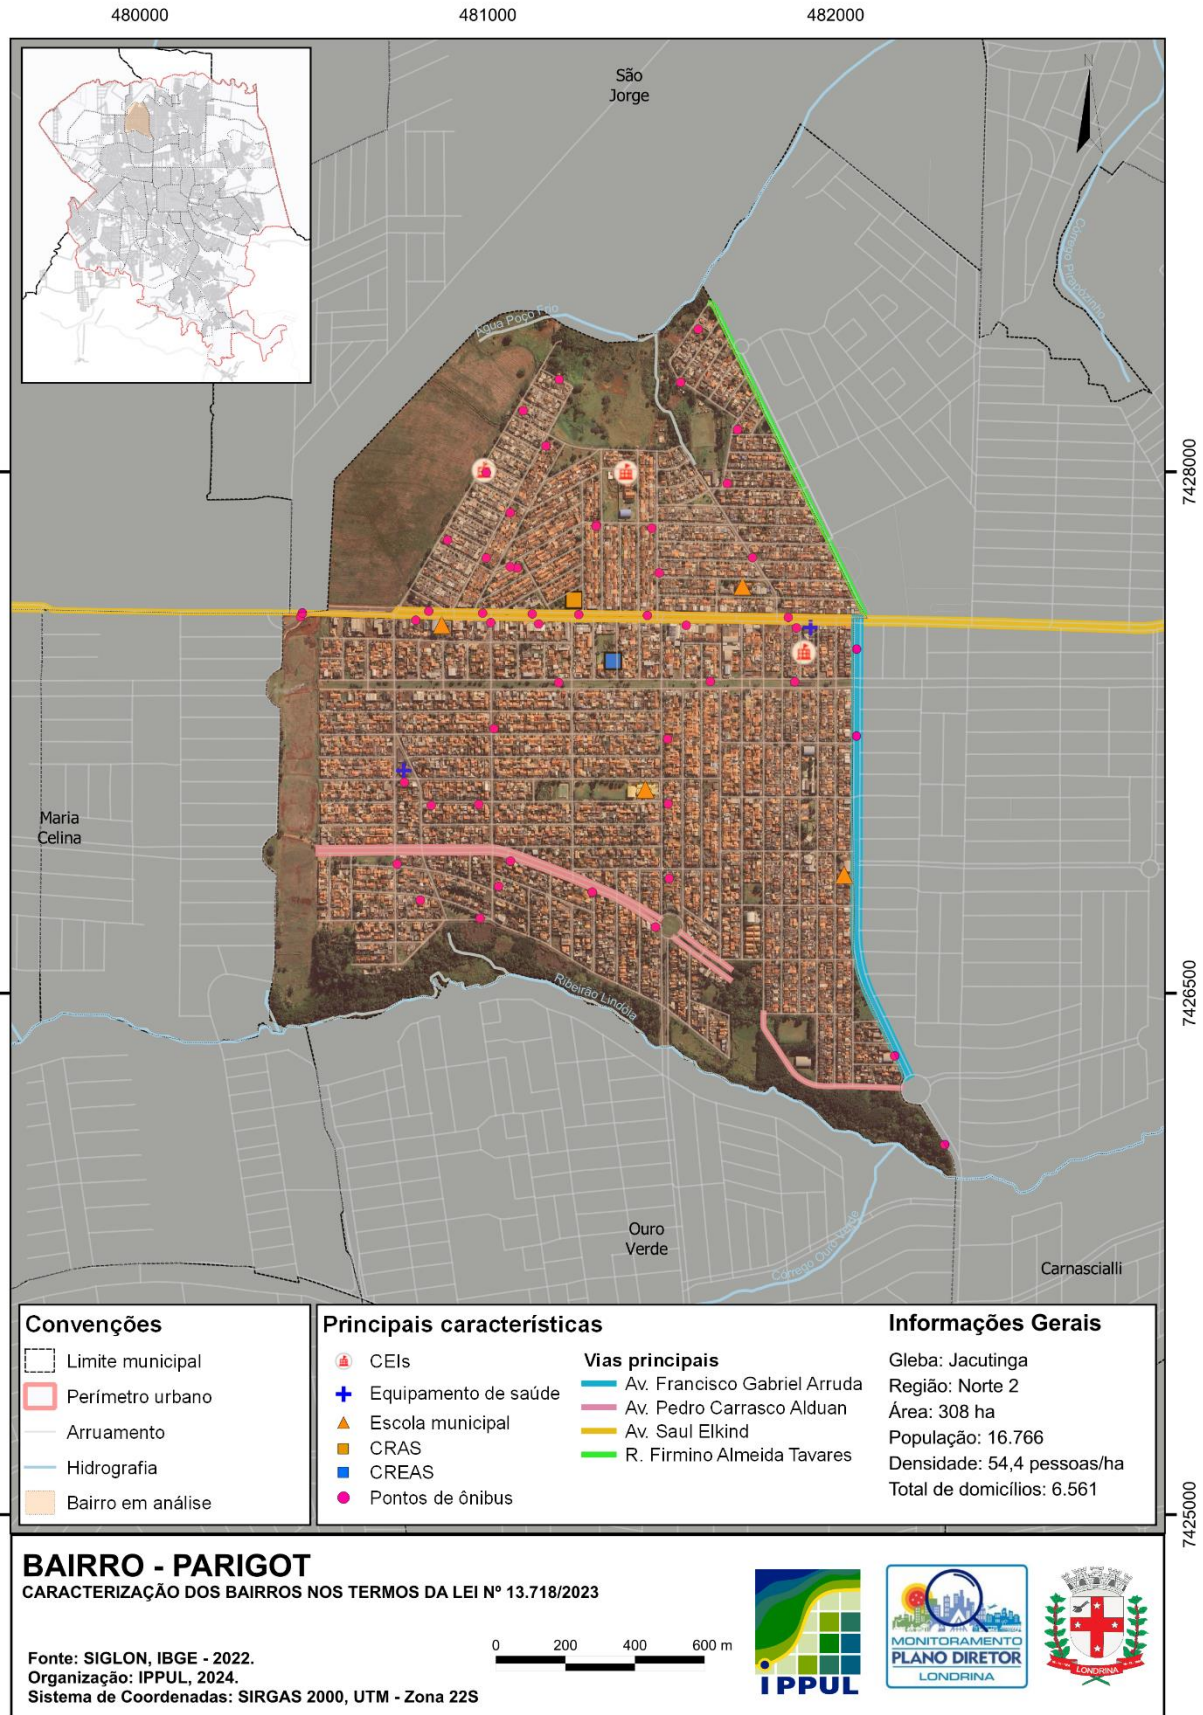 480000
481000
482000
São
Jorge
N
Córrego Pirapózinho
Água Poço Frio
7428000
Maria
Celina
7426500
Ribeirão Lindóia
Ouro
Verde
Córrego Ouro Verde
Carnascialli
Convenções
Limite municipal
Perímetro urbano
Arruamento
Hidrografia
Bairro em análise
Principais característicos
CEIs
Equipamento de saúde
Escola municipal
CRAS
CREAS
Pontos de ônibus
Vias principais
Av. Francisco Gabriel Arruda
Av. Pedro Carrasco Alduan
Av. Saul Elkind
R. Firmino Almeida Tavares
Informações Gerais
Gleba: Jacutinga
Região: Norte 2
Área: 308 ha
População: 16.766
Densidade: 54,4 pessoas/ha
Total de domicílios: 6.561
7425000
BAIRRO - PARIGOT
CARACTERIZAÇÃO DOS BAIRROS NOS TERMOS DA LEI Nº 13.718/2023
Fonte: SIGLON, IBGE - 2022.
Organização: IPPUL, 2024.
Sistema de Coordenadas: SIRGAS 2000, UTM - Zona 22S
0 200 400 600 m
IPPUL
MONITORAMENTO
PLANO DIRETOR
LONDRINA
LONDRINA